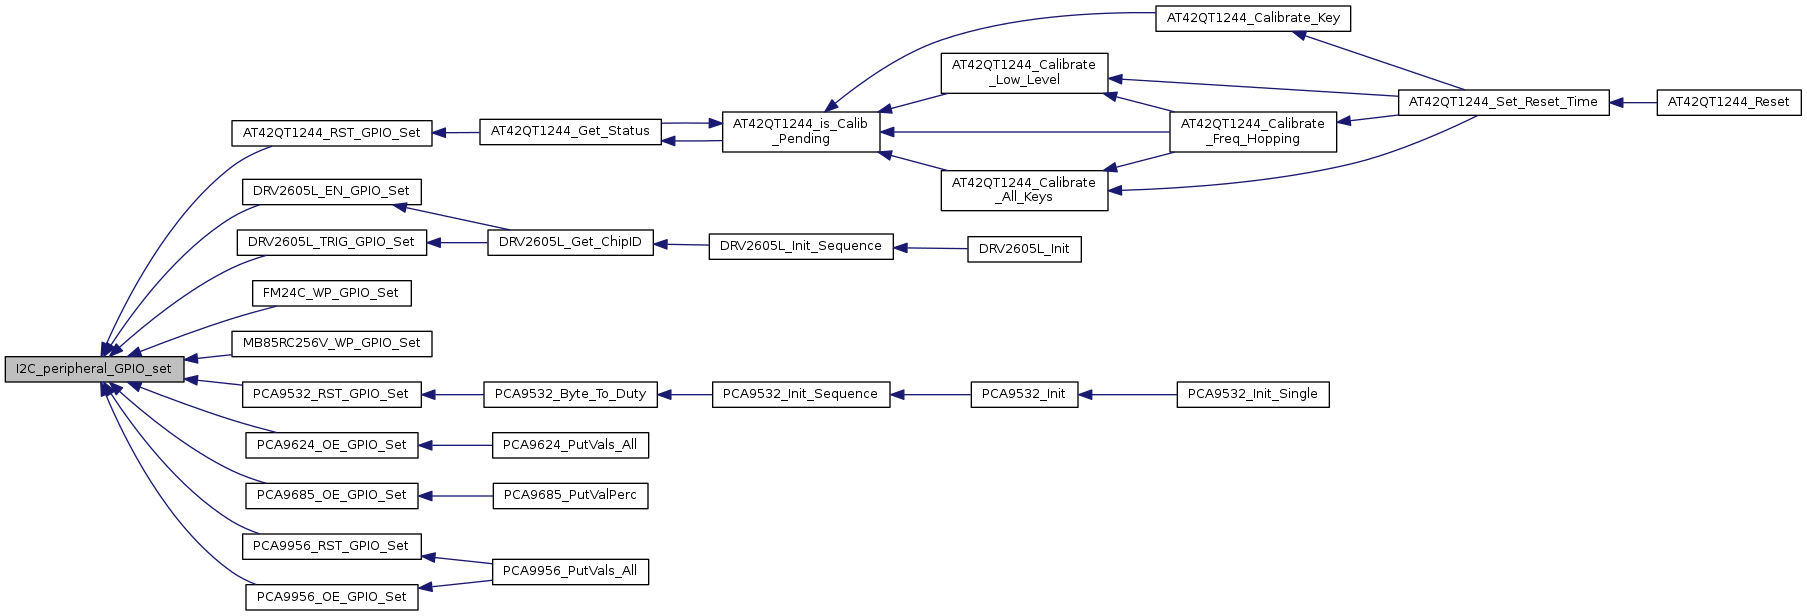 I2C_peripheral_GPIO_set
AT42QT1244_RST_GPIO_Set
AT42QT1244_Get_Status
AT42QT1244_is_Calib
_Pending
AT42QT1244_Calibrate_Key
AT42QT1244_Calibrate
_Low_Level
AT42QT1244_Calibrate
_Freq_Hopping
AT42QT1244_Calibrate
_All_Keys
AT42QT1244_Set_Reset_Time
AT42QT1244_Reset
DRV2605L_EN_GPIO_Set
DRV2605L_TRIG_GPIO_Set
DRV2605L_Get_ChipID
DRV2605L_Init_Sequence
DRV2605L_Init
FM24C_WP_GPIO_Set
MB85RC256V_WP_GPIO_Set
PCA9532_RST_GPIO_Set
PCA9532_Byte_To_Duty
PCA9532_Init_Sequence
PCA9532_Init
PCA9532_Init_Single
PCA9624_OE_GPIO_Set
PCA9624_PutVals_All
PCA9685_OE_GPIO_Set
PCA9685_PutValPerc
PCA9956_RST_GPIO_Set
PCA9956_PutVals_All
PCA9956_OE_GPIO_Set